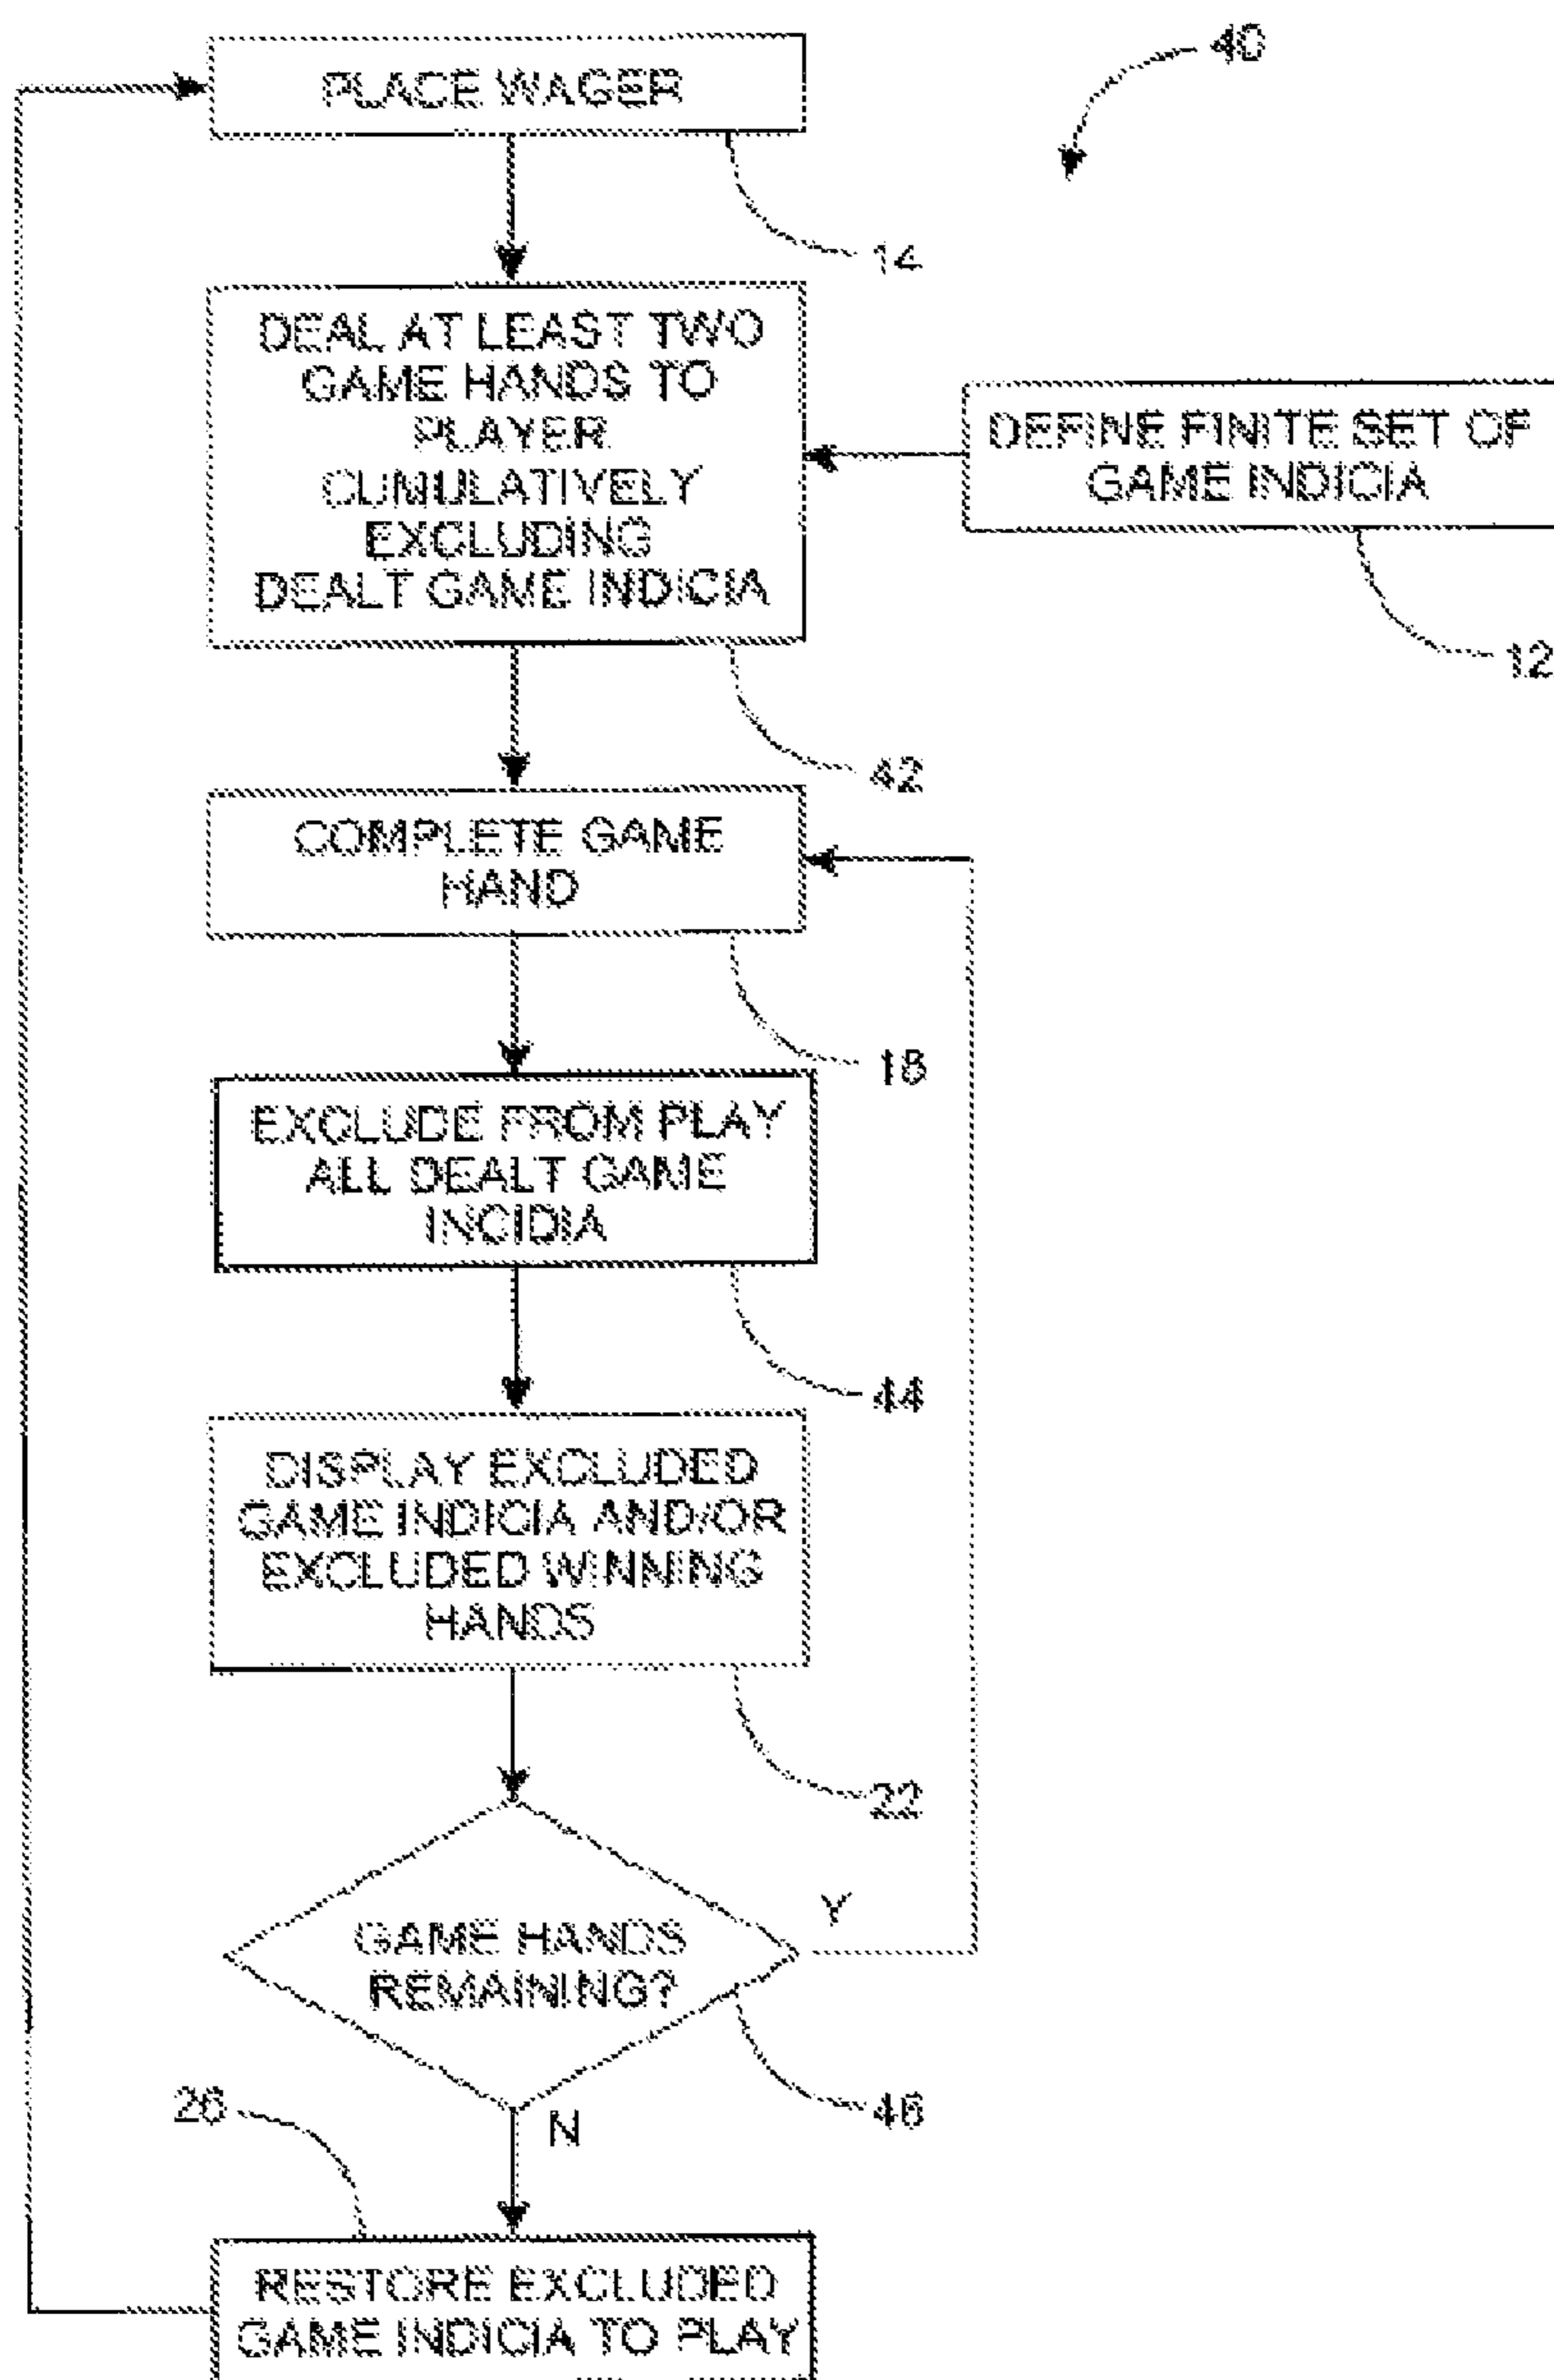 40
PLACE WAGER
14
DEAL AT LEAST TWO
GAME HANDS TO
PLAYER
CUMULATIVELY
EXCLUDING
DEALT GAME INDICIA
DEFINE FINITE SET OF
GAME INDICIA
12
42
COMPLETE GAME
HAND
18
EXCLUDE FROM PLAY
ALL DEALT GAME
INCIDIA
44
DISPLAY EXCLUDED
GAME INDICIA AND/OR
EXCLUDED WINNING
HANDS
22
GAME HANDS
REMAINING?
Y
46
N
26
RESTORE EXCLUDED
GAME INDICIA TO PLAY